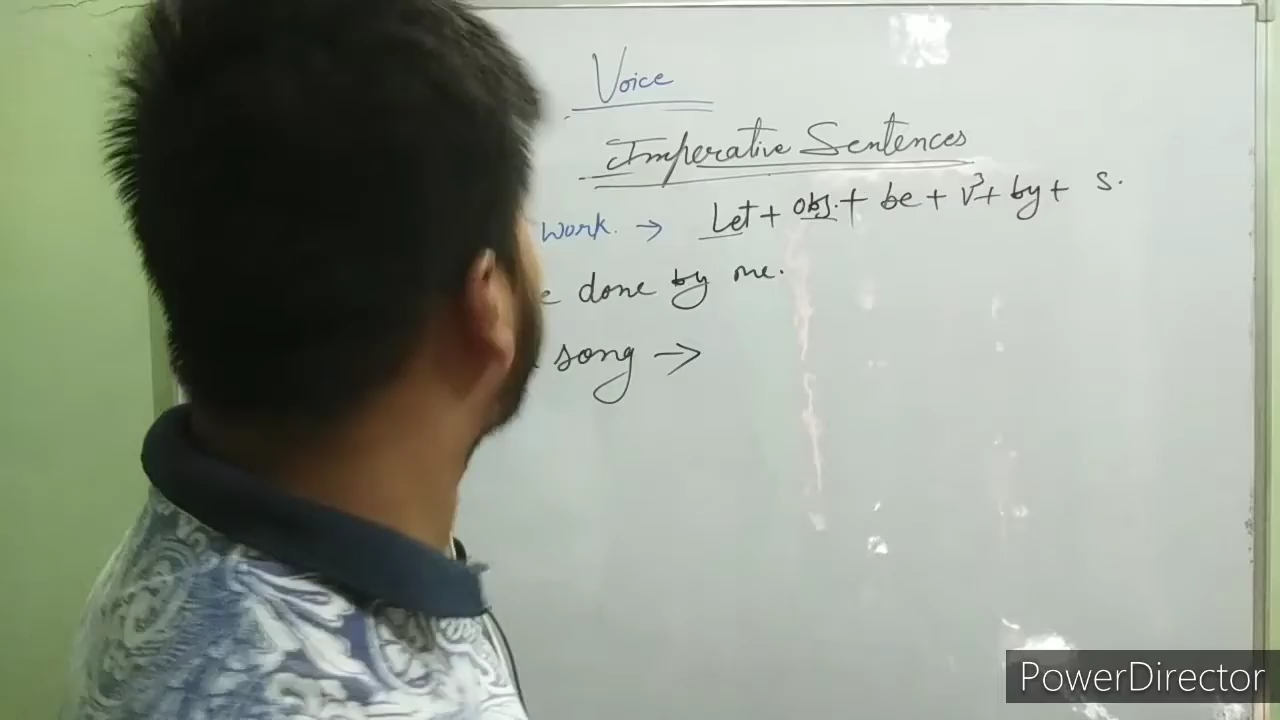 Voice
Imperative Sentences
work. → Let + obj. + be + v³ + by + s.
done by me.
song →
PowerDirector